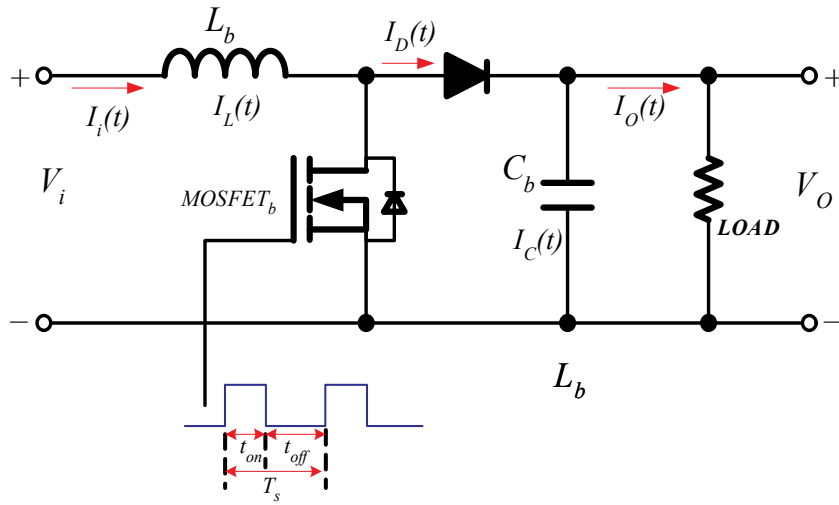 L_b
I_D(t)
+
+
I_i(t)
I_L(t)
I_O(t)
V_i
MOSFET_b
C_b
V_O
LOAD
I_C(t)
−
−
L_b
t_on
t_off
T_s